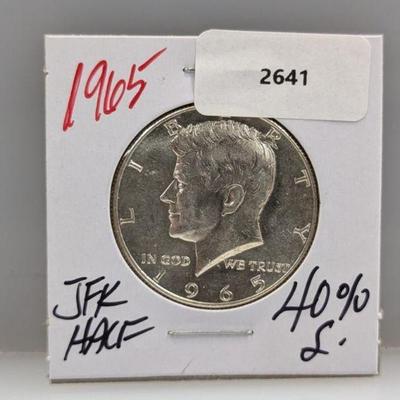 1965
2641
LIBERTY
IN GOD WE TRUST
1965
JFK
HALF
40%
S.